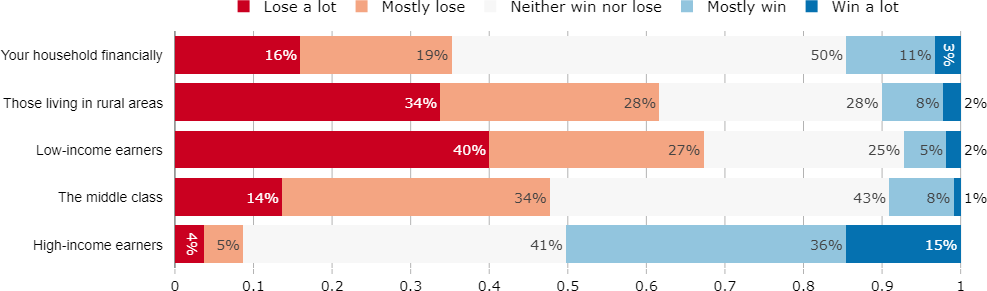 Lose a lot Mostly lose Neither win nor lose Mostly win Win a lot
Your household financially 16% 19% 50% 11% 3%
Those living in rural areas 34% 28% 28% 8% 2%
Low-income earners 40% 27% 25% 5% 2%
The middle class 14% 34% 43% 8% 1%
High-income earners 4% 5% 41% 36% 15%
0 0.1 0.2 0.3 0.4 0.5 0.6 0.7 0.8 0.9 1